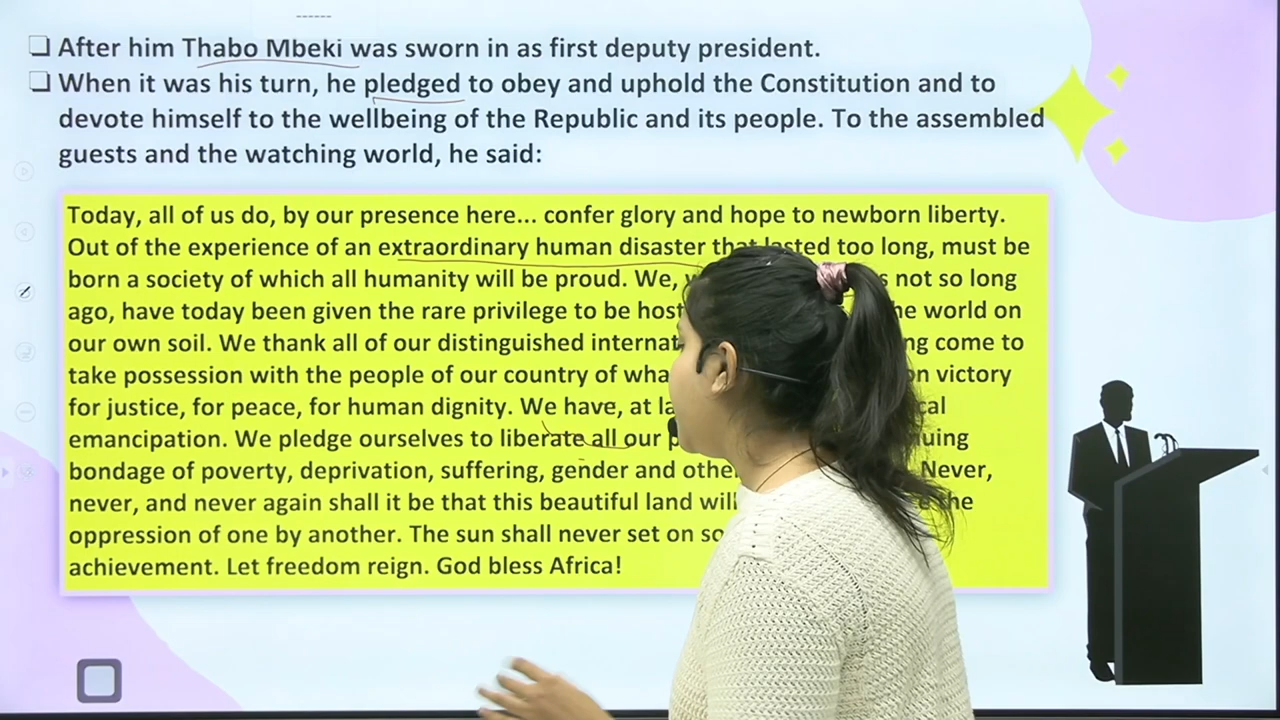 ❑ After him Thabo Mbeki was sworn in as first deputy president.
❑ When it was his turn, he pledged to obey and uphold the Constitution and to
devote himself to the wellbeing of the Republic and its people. To the assembled
guests and the watching world, he said:
Today, all of us do, by our presence here... confer glory and hope to newborn liberty.
Out of the experience of an extraordinary human disaster that lasted too long, must be
born a society of which all humanity will be proud. We, not so long
ago, have today been given the rare privilege to be world on
our own soil. We thank all of our distinguished come to
take possession with the people of our country of victory
for justice, for peace, for human dignity. We have, at
emancipation. We pledge ourselves to liberate all our
bondage of poverty, deprivation, suffering, gender and Never,
never, and never again shall it be that this beautiful land the
oppression of one by another. The sun shall never set on
achievement. Let freedom reign. God bless Africa!